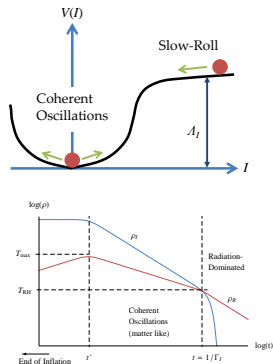 V(I)
Slow-Roll
Coherent
Oscillations
Λ_I
I
log(ρ)
ρ_I
T_max
Radiation-
Dominated
T_RH
ρ_R
Coherent
Oscillations
(matter like)
log(t)
End of Inflation
t'
t = 1/Γ_I